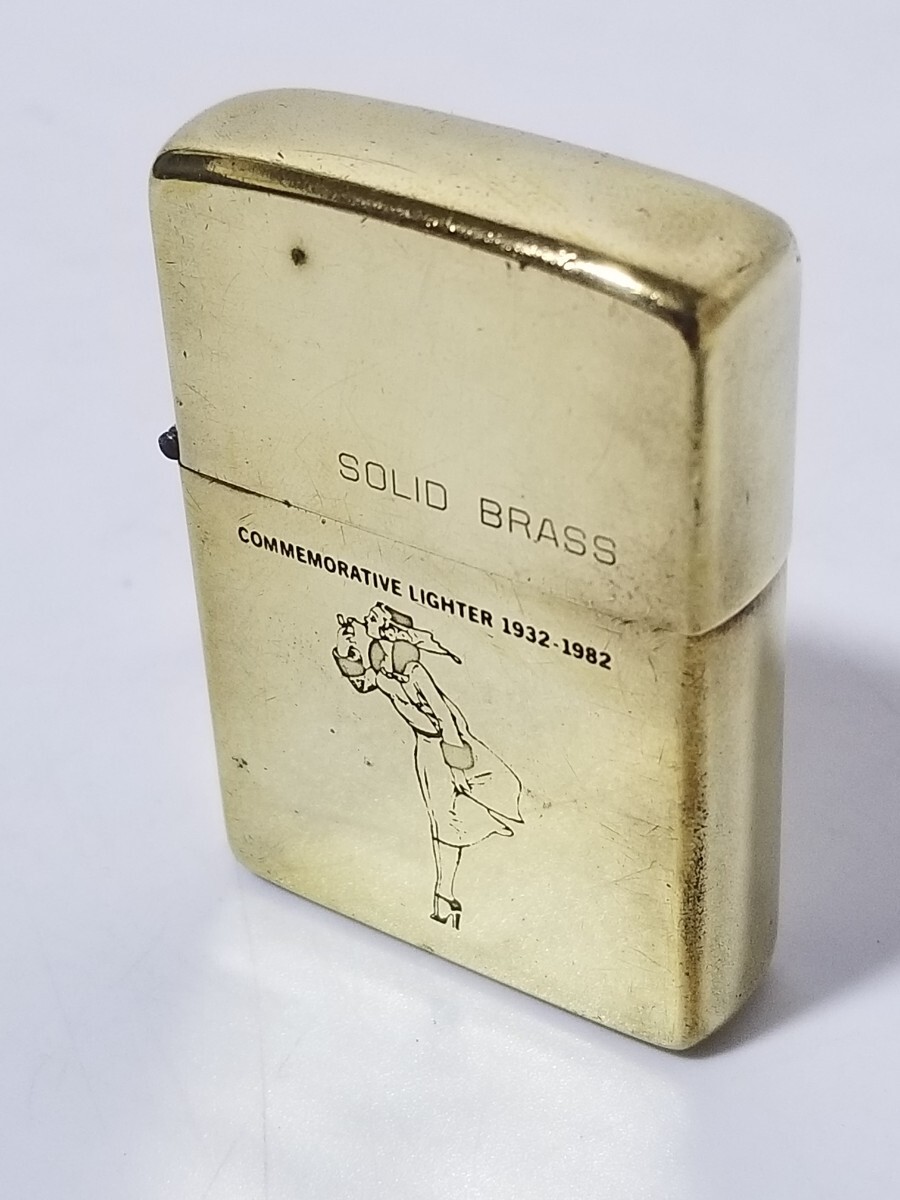 SOLID BRASS
COMMEMORATIVE LIGHTER 1932-1982